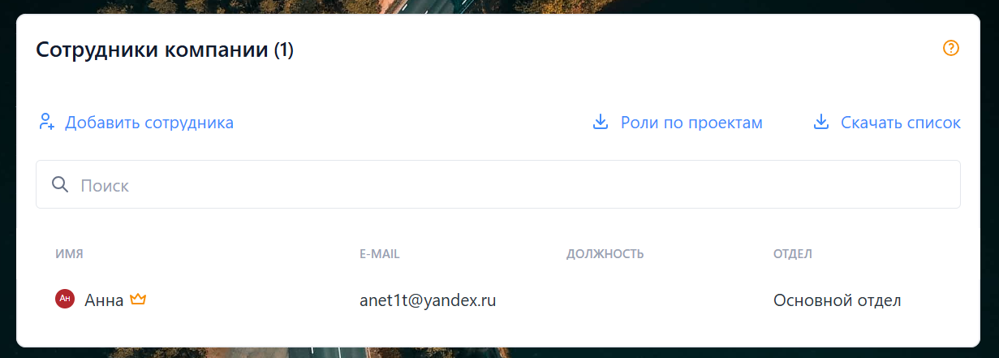 Сотрудники компании (1)
Добавить сотрудника
Роли по проектам
Скачать список
Поиск
ИМЯ E-MAIL ДОЛЖНОСТЬ ОТДЕЛ
Ан Анна anet1t@yandex.ru Основной отдел